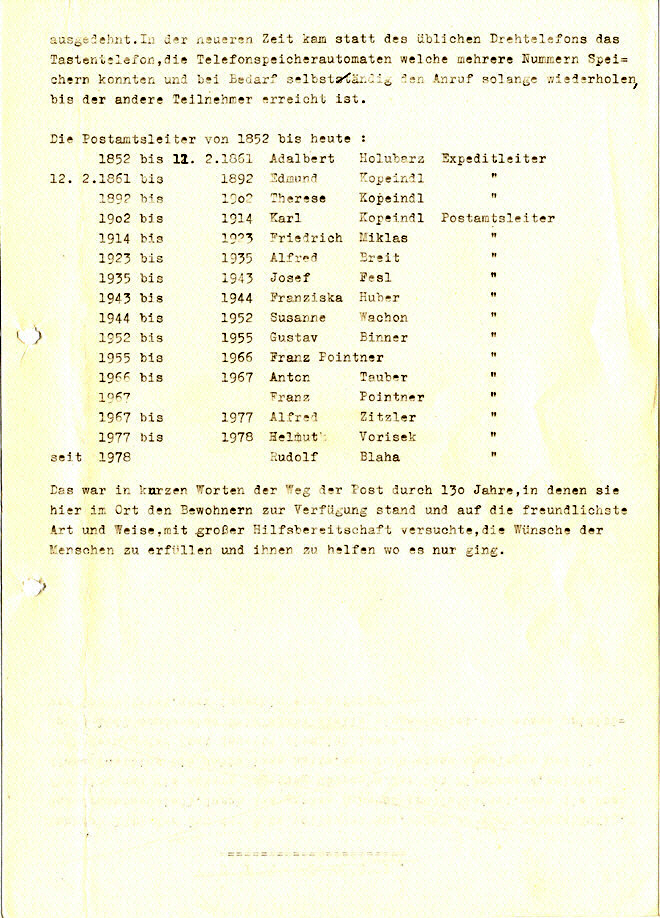 ausgedehnt.In der neueren Zeit kam statt des üblichen Drehtelefons das
Tastentelefon,die Telefonspeicherautomaten welche mehrere Nummern Spei=
chern konnten und bei Bedarf selbstständig den Anruf solange wiederholen,
bis der andere Teilnehmer erreicht ist.
Die Postamtsleiter von 1852 bis heute :
1852 bis 11. 2.1861 Adalbert Holubarz Expeditleiter
12. 2.1861 bis 1892 Edmund Kopeindl "
1892 bis 19o2 Therese Kopeindl "
19o2 bis 1914 Karl Kopeindl Postamtsleiter
1914 bis 1923 Friedrich Miklas "
1923 bis 1935 Alfred Breit "
1935 bis 1943 Josef Fesl "
1943 bis 1944 Franziska Huber "
1944 bis 1952 Susanne Wachon "
1952 bis 1955 Gustav Binner "
1955 bis 1966 Franz Pointner "
1966 bis 1967 Anton Tauber "
1967 Franz Pointner "
1967 bis 1977 Alfred Zitzler "
1977 bis 1978 Helmuth Vorisek "
seit 1978 Rudolf Blaha "
Das war in kurzen Worten der Weg der Post durch 13o Jahre,in denen sie
hier im Ort den Bewohnern zur Verfügung stand und auf die freundlichste
Art und Weise,mit großer Hilfsbereitschaft versuchte,die Wünsche der
Menschen zu erfüllen und ihnen zu helfen wo es nur ging.